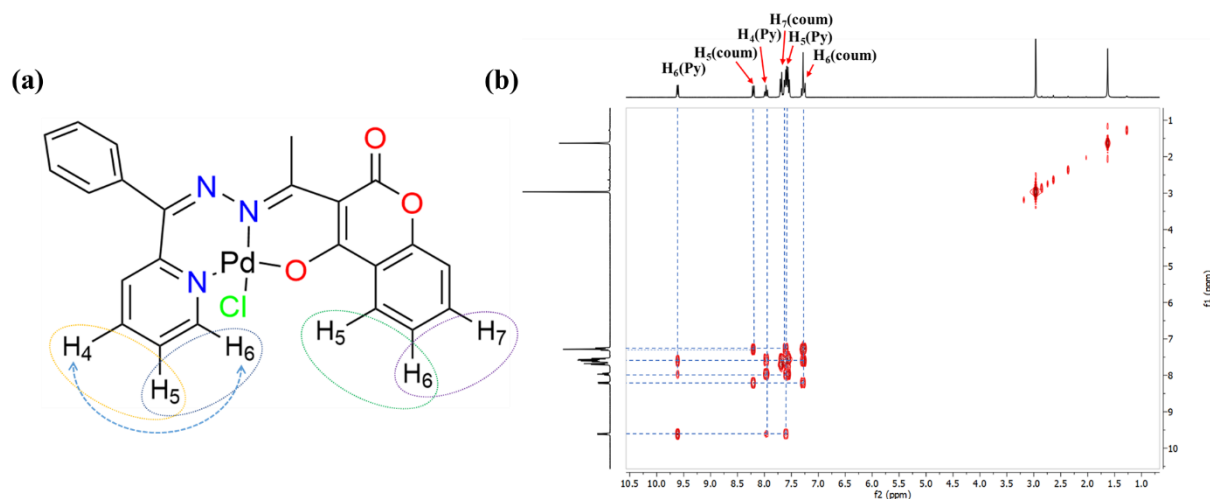 (a)
(b)
O
O
N
N
Pd
N
O
Cl
H4
H5
H6
H5
H6
H7
H6(Py)
H5(coum)
H4(Py)
H7(coum)
H5(Py)
H6(coum)
1
2
3
4
5
6
7
8
9
10
f1 (ppm)
10.5 10.0 9.5 9.0 8.5 8.0 7.5 7.0 6.5 6.0 5.5 5.0 4.5 4.0 3.5 3.0 2.5 2.0 1.5 1.0
f2 (ppm)